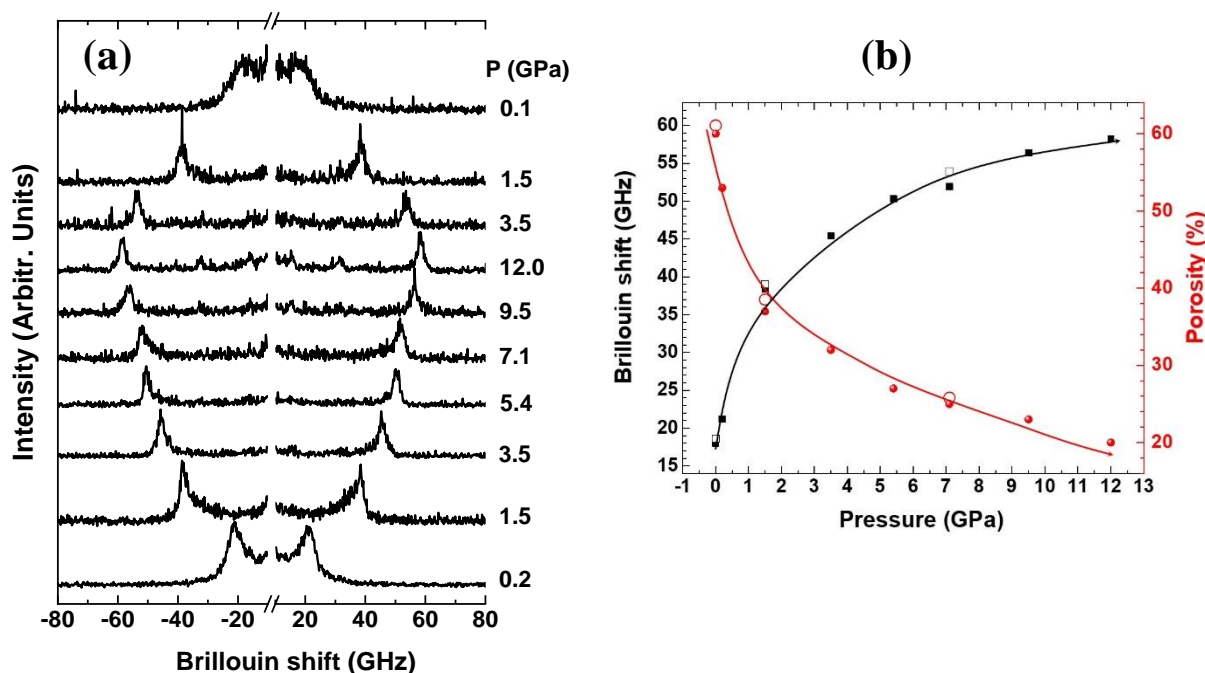 (a)
P (GPa)
0.1
1.5
3.5
12.0
9.5
7.1
5.4
3.5
1.5
0.2
Intensity (Arbitr. Units)
-80 -60 -40 -20 // 20 40 60 80
Brillouin shift (GHz)
(b)
60
55
50
45
40
35
30
25
20
15
Brillouin shift (GHz)
60
50
40
30
20
Porosity (%)
-1 0 1 2 3 4 5 6 7 8 9 10 11 12 13
Pressure (GPa)